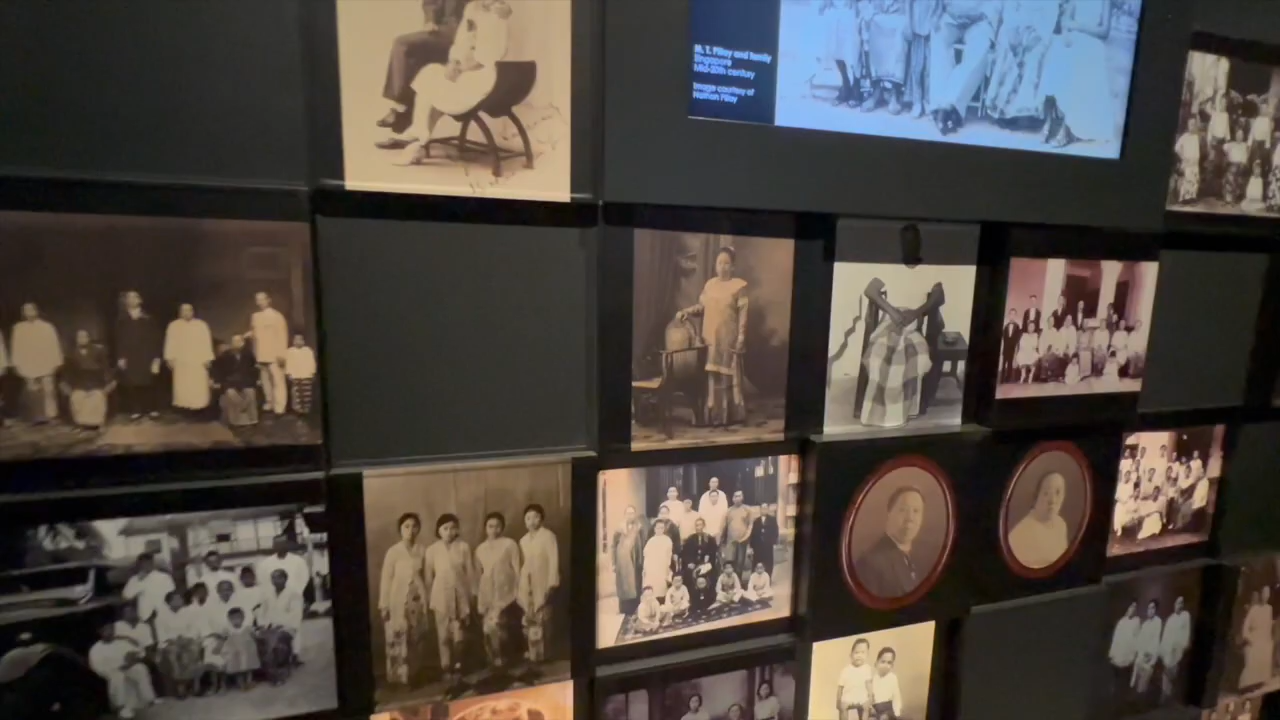 M. T. Pillay and family
Singapore
Mid-20th century
Image courtesy of
Nathan Pillay